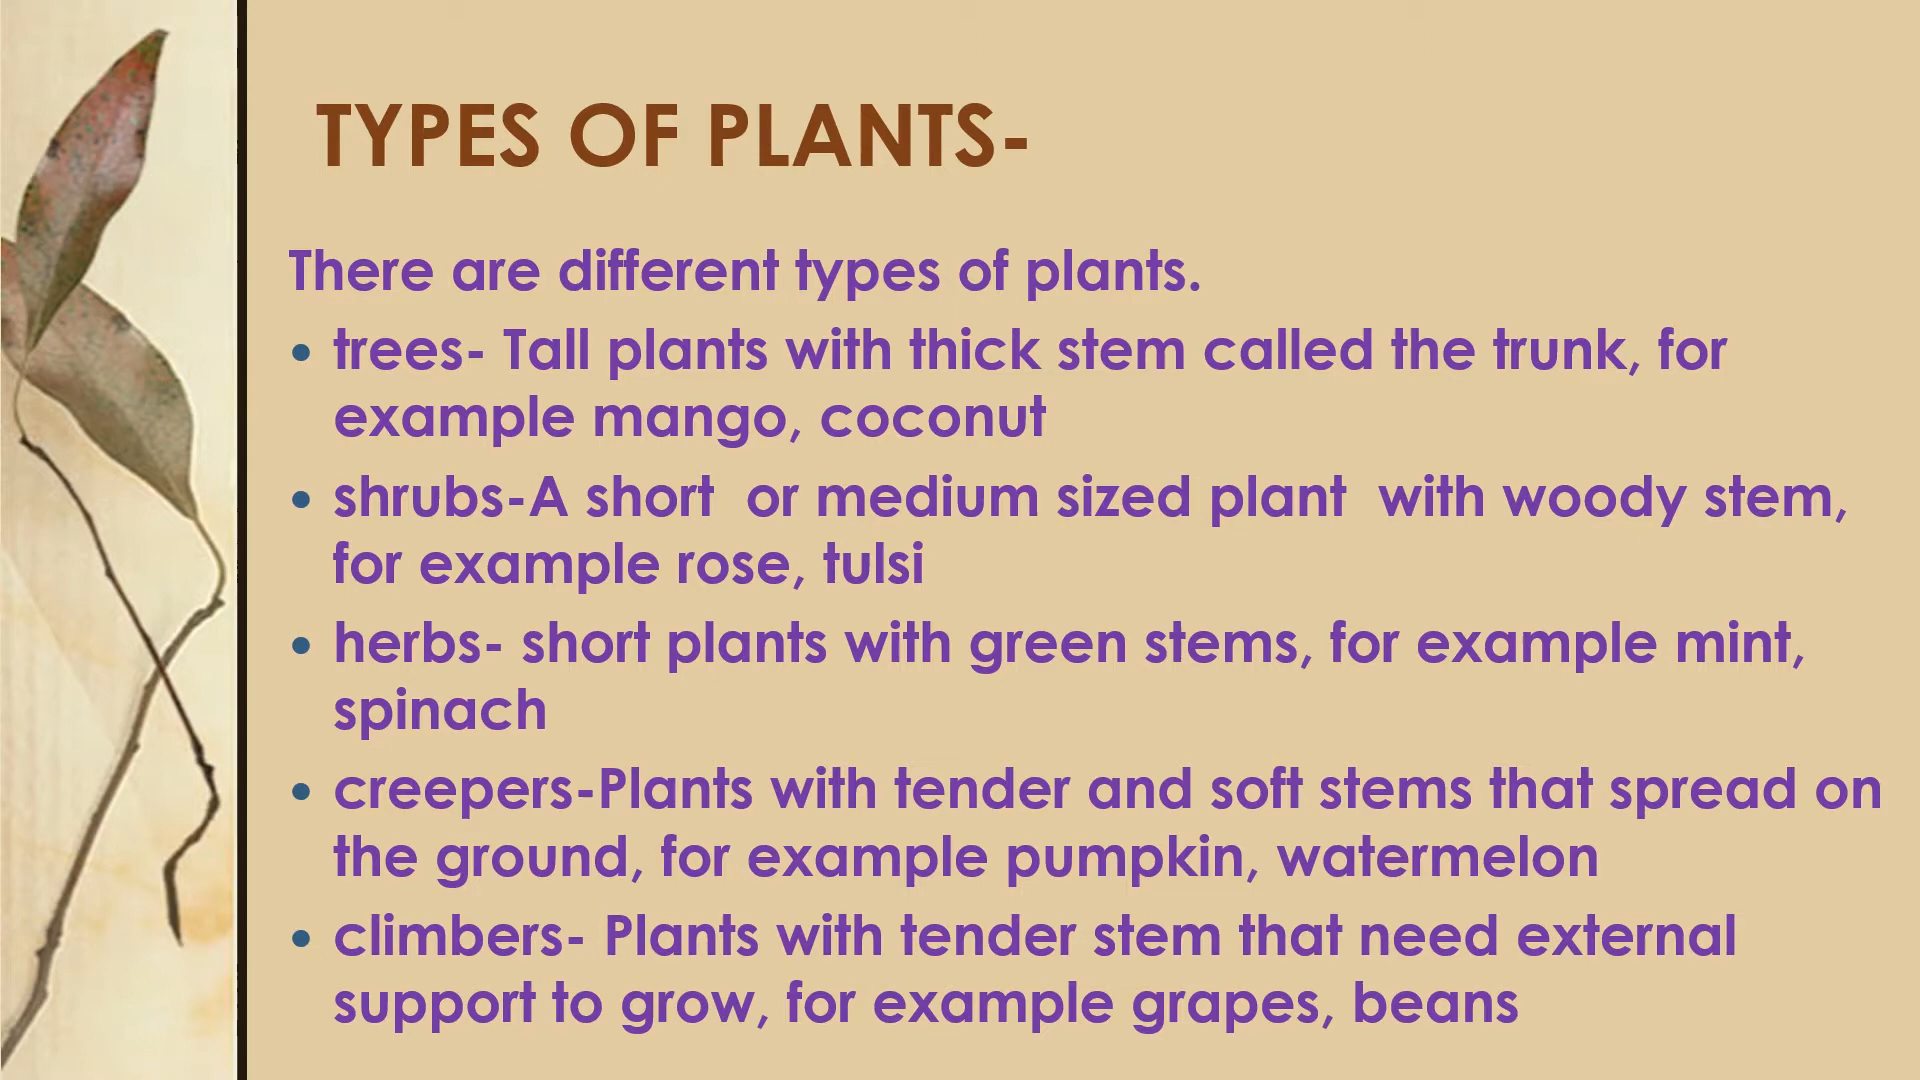 TYPES OF PLANTS-
There are different types of plants.
• trees- Tall plants with thick stem called the trunk, for
example mango, coconut
• shrubs-A short  or medium sized plant  with woody stem,
for example rose, tulsi
• herbs- short plants with green stems, for example mint,
spinach
• creepers-Plants with tender and soft stems that spread on
the ground, for example pumpkin, watermelon
• climbers- Plants with tender stem that need external
support to grow, for example grapes, beans